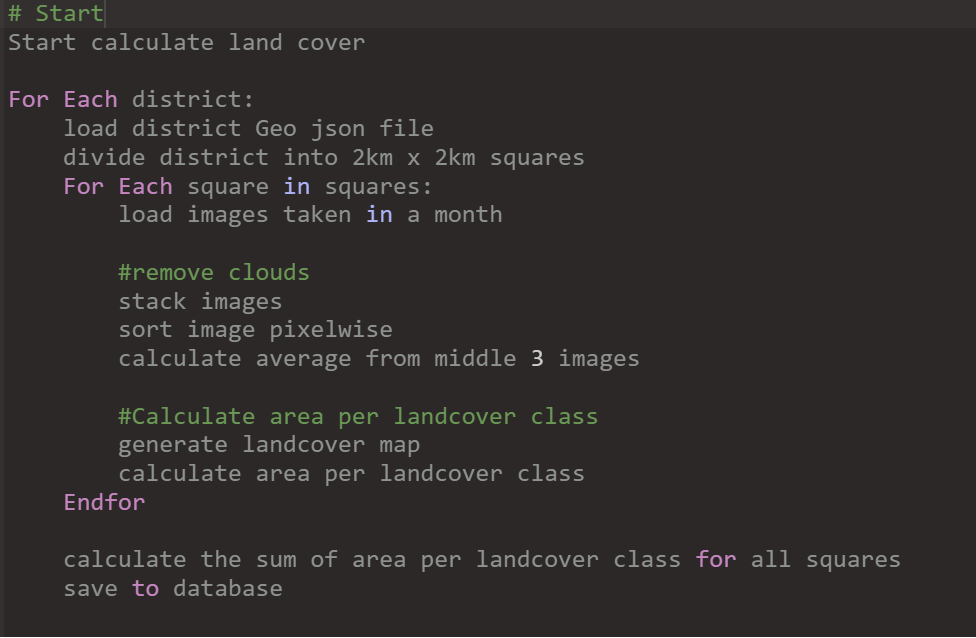 # Start
Start calculate land cover
For Each district:
load district Geo json file
divide district into 2km x 2km squares
For Each square in squares:
load images taken in a month
#remove clouds
stack images
sort image pixelwise
calculate average from middle 3 images
#Calculate area per landcover class
generate landcover map
calculate area per landcover class
Endfor
calculate the sum of area per landcover class for all squares
save to database